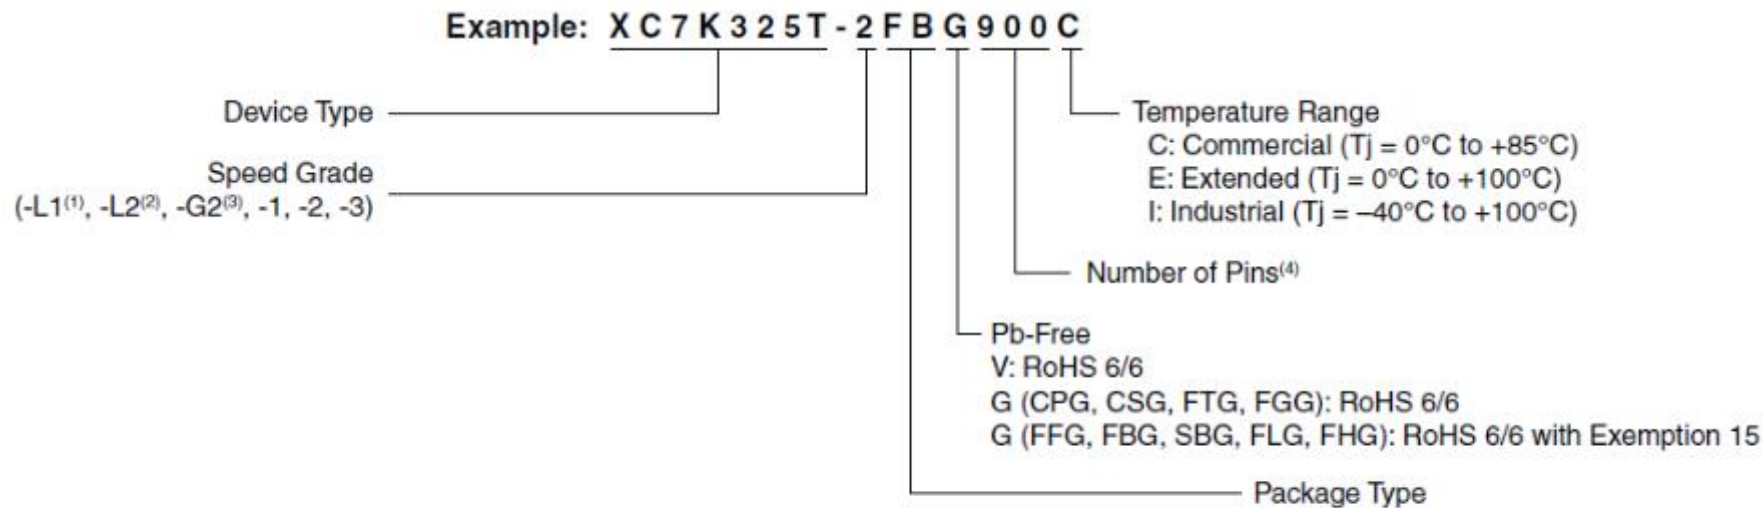 Example: XC7K325T-2FBG900C
Device Type
Speed Grade
(-L1(1), -L2(2), -G2(3), -1, -2, -3)
Temperature Range
C: Commercial (Tj = 0°C to +85°C)
E: Extended (Tj = 0°C to +100°C)
I: Industrial (Tj = –40°C to +100°C)
Number of Pins(4)
Pb-Free
V: RoHS 6/6
G (CPG, CSG, FTG, FGG): RoHS 6/6
G (FFG, FBG, SBG, FLG, FHG): RoHS 6/6 with Exemption 15
Package Type